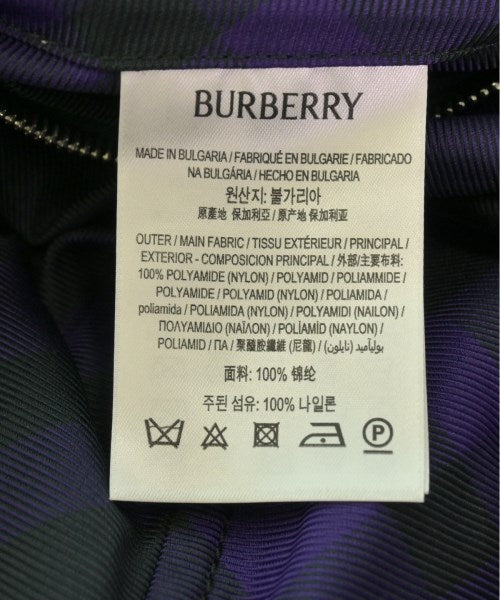 BURBERRY
MADE IN BULGARIA / FABRIQUÉ EN BULGARIE / FABRICADO
NA BULGÁRIA / HECHO EN BULGARIA
원산지: 불가리아
原產地 保加利亞 / 原产地 保加利亚
OUTER / MAIN FABRIC / TISSU EXTÉRIEUR / PRINCIPAL /
EXTERIOR - COMPOSICION PRINCIPAL / 外部/主要布料:
100% POLYAMIDE (NYLON) / POLYAMID / POLIAMMIDE /
POLYAMIDE / POLYAMID (NYLON) / POLIAMIDA /
poliamida / POLIAMID (NYLON) / POLYAMIDI (NAILON) /
ΠΟΛΥΑΜΙΔΙΟ (ΝΑΪΛΟΝ) / POLİAMİD (NAYLON) /
POLIAMID / ПА / 聚醯胺纖維 (尼龍) / بوليأميد (نايلون)
面料: 100% 锦纶
주된 섬유: 100% 나일론
P